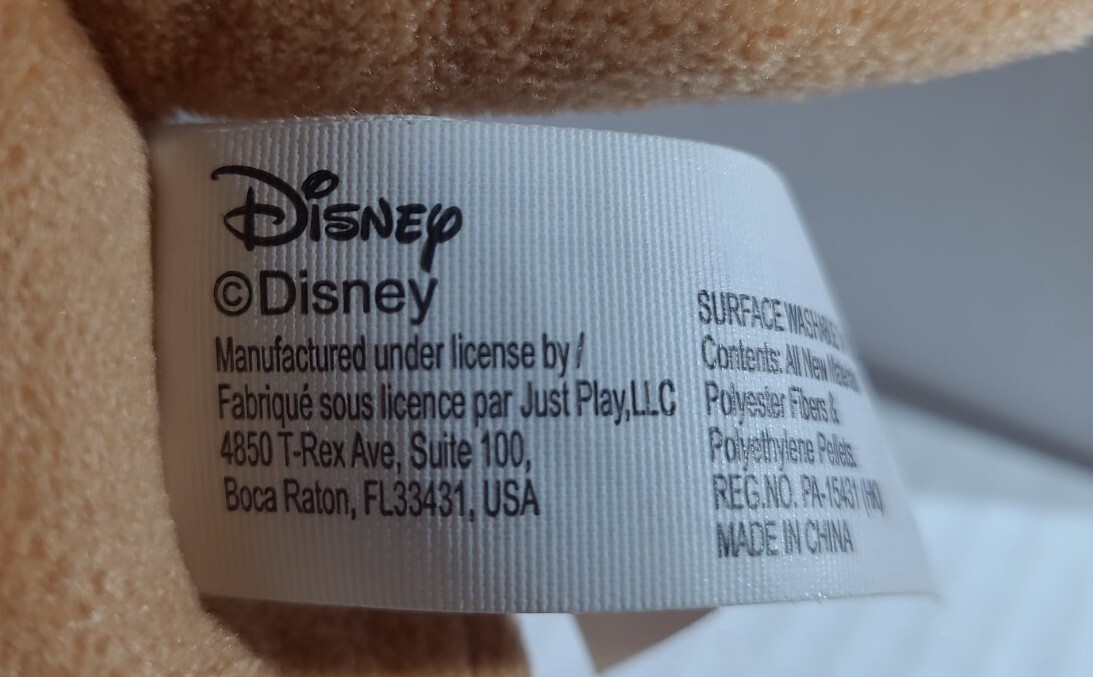 Disney
©Disney
Manufactured under license by /
Fabriqué sous licence par Just Play,LLC
4850 T-Rex Ave, Suite 100,
Boca Raton, FL33431, USA
SURFACE WASHABLE
Contents: All New Material
Polyester Fibers &
Polyethylene Pellets.
REG.NO. PA-15431 (HK)
MADE IN CHINA